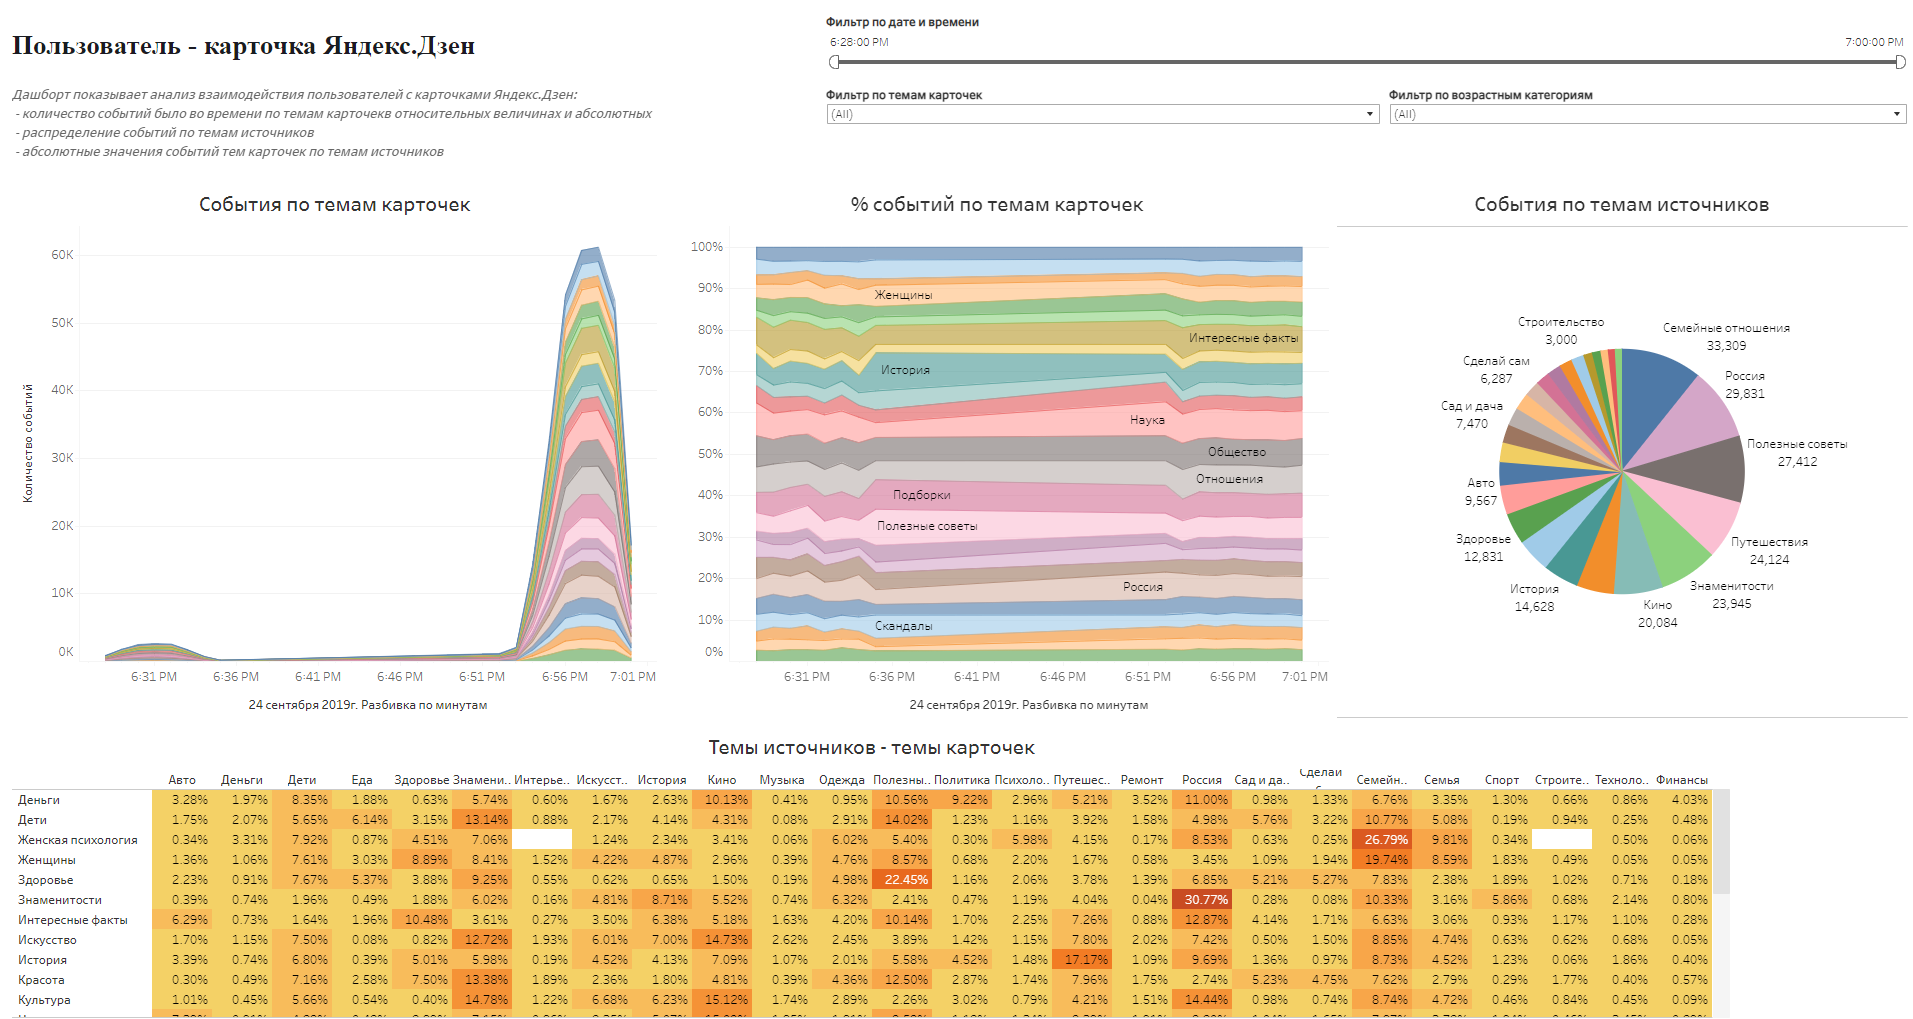 Пользователь - карточка Яндекс.Дзен
Дашборт показывает анализ взаимодействия пользователей с карточками Яндекс.Дзен:
- количество событий было во времени по темам карточекв относительных величинах и абсолютных
- распределение событий по темам источников
- абсолютные значения событий тем карточек по темам источников
Фильтр по дате и времени
6:28:00 PM 7:00:00 PM
Фильтр по темам карточек
(All)
Фильтр по возрастным категориям
(All)
События по темам карточек
60K
50K
40K
30K
20K
10K
0K
Количество событий
6:31 PM 6:36 PM 6:41 PM 6:46 PM 6:51 PM 6:56 PM 7:01 PM
24 сентября 2019г. Разбивка по минутам
% событий по темам карточек
100%
90%
80%
70%
60%
50%
40%
30%
20%
10%
0%
Женщины
Интересные факты
История
Наука
Общество
Отношения
Подборки
Полезные советы
Россия
Скандалы
6:31 PM 6:36 PM 6:41 PM 6:46 PM 6:51 PM 6:56 PM 7:01 PM
24 сентября 2019г. Разбивка по минутам
События по темам источников
Строительство
3,000
Семейные отношения
33,309
Сделай сам
6,287
Россия
29,831
Сад и дача
7,470
Полезные советы
27,412
Авто
9,567
Здоровье
12,831
Путешествия
24,124
История
14,628
Знаменитости
23,945
Кино
20,084
Темы источников - темы карточек
Авто Деньги Дети Еда Здоровье Знамени.. Интерье.. Искусст.. История Кино Музыка Одежда Полезны.. Политика Психоло.. Путешес.. Ремонт Россия Сад и да.. Сделай Семейн.. Семья Спорт Строите.. Техноло.. Финансы
Деньги 3.28% 1.97% 8.35% 1.88% 0.63% 5.74% 0.60% 1.67% 2.63% 10.13% 0.41% 0.95% 10.56% 9.22% 2.96% 5.21% 3.52% 11.00% 0.98% 1.33% 6.76% 3.35% 1.30% 0.66% 0.86% 4.03%
Дети 1.75% 2.07% 5.65% 6.14% 3.15% 13.14% 0.88% 2.17% 4.14% 4.31% 0.08% 2.91% 14.02% 1.23% 1.16% 3.92% 1.58% 4.98% 5.76% 3.22% 10.77% 5.08% 0.19% 0.94% 0.25% 0.48%
Женская психология 0.34% 3.31% 7.92% 0.87% 4.51% 7.06% 1.24% 2.34% 3.41% 0.06% 6.02% 5.40% 0.30% 5.98% 4.15% 0.17% 8.53% 0.63% 0.25% 26.79% 9.81% 0.34% 0.50% 0.06%
Женщины 1.36% 1.06% 7.61% 3.03% 8.89% 8.41% 1.52% 4.22% 4.87% 2.96% 0.39% 4.76% 8.57% 0.68% 2.20% 1.67% 0.58% 3.45% 1.09% 1.94% 19.74% 8.59% 1.83% 0.49% 0.05% 0.05%
Здоровье 2.23% 0.91% 7.67% 5.37% 3.88% 9.25% 0.55% 0.62% 0.65% 1.50% 0.19% 4.98% 22.45% 1.16% 2.06% 3.78% 1.39% 6.85% 5.21% 5.27% 7.83% 2.38% 1.89% 1.02% 0.71% 0.18%
Знаменитости 0.39% 0.74% 1.96% 0.49% 1.88% 6.02% 0.16% 4.81% 8.71% 5.52% 0.74% 6.32% 2.41% 0.47% 1.19% 4.04% 0.04% 30.77% 0.28% 0.08% 10.33% 3.16% 5.86% 0.68% 2.14% 0.80%
Интересные факты 6.29% 0.73% 1.64% 1.96% 10.48% 3.61% 0.27% 3.50% 6.38% 5.18% 1.63% 4.20% 10.14% 1.70% 2.25% 7.26% 0.88% 12.87% 4.14% 1.71% 6.63% 3.06% 0.93% 1.17% 1.10% 0.28%
Искусство 1.70% 1.15% 7.50% 0.08% 0.82% 12.72% 1.93% 6.01% 7.00% 14.73% 2.62% 2.45% 3.89% 1.42% 1.15% 7.80% 2.02% 7.42% 0.50% 1.50% 8.85% 4.74% 0.63% 0.62% 0.68% 0.05%
История 3.39% 0.74% 6.80% 0.39% 5.01% 5.98% 0.19% 4.52% 4.13% 7.09% 1.07% 2.01% 5.58% 4.52% 1.48% 17.17% 1.09% 9.69% 1.36% 0.97% 8.73% 4.52% 1.23% 0.06% 1.86% 0.40%
Красота 0.30% 0.49% 7.16% 2.58% 7.50% 13.38% 1.89% 2.36% 1.80% 4.81% 0.39% 4.36% 12.50% 2.87% 1.74% 7.96% 1.75% 2.74% 5.23% 4.75% 7.62% 2.79% 0.29% 1.77% 0.40% 0.57%
Культура 1.01% 0.45% 5.66% 0.54% 0.40% 14.78% 1.22% 6.68% 6.23% 15.12% 1.74% 2.89% 2.26% 3.02% 0.79% 4.21% 1.51% 14.44% 0.98% 0.74% 8.74% 4.72% 0.46% 0.84% 0.45% 0.09%